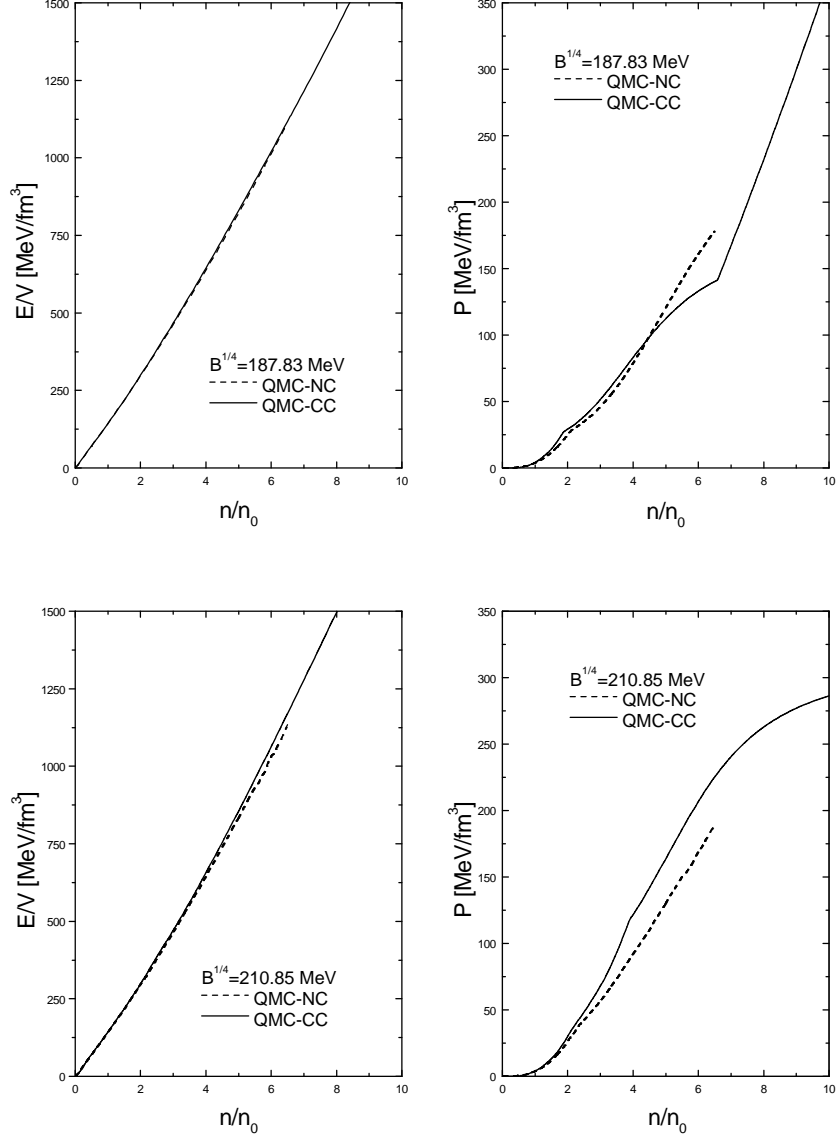 1500
1250
1000
750
500
250
0
E/V [MeV/fm³]
B^1/4=187.83 MeV
QMC-NC
QMC-CC
0 2 4 6 8 10
n/n₀
350
300
250
200
150
100
50
0
P [MeV/fm³]
B^1/4=187.83 MeV
QMC-NC
QMC-CC
0 2 4 6 8 10
n/n₀
1500
1250
1000
750
500
250
0
E/V [MeV/fm³]
B^1/4=210.85 MeV
QMC-NC
QMC-CC
0 2 4 6 8 10
n/n₀
350
300
250
200
150
100
50
0
P [MeV/fm³]
B^1/4=210.85 MeV
QMC-NC
QMC-CC
0 2 4 6 8 10
n/n₀